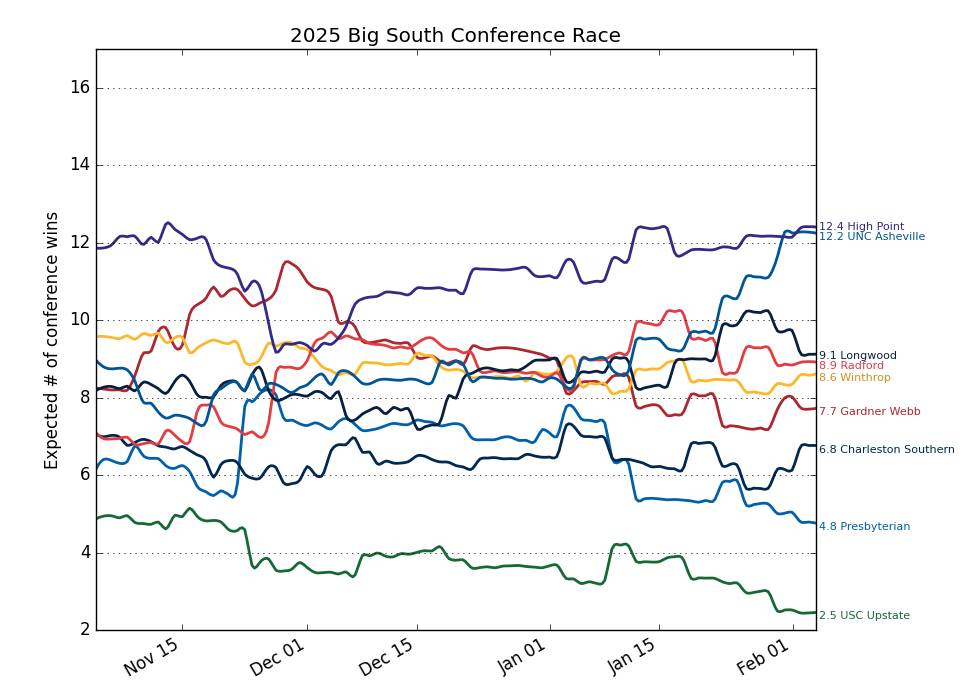 2025 Big South Conference Race
Expected # of conference wins
16
14
12
10
8
6
4
2
Nov 15
Dec 01
Dec 15
Jan 01
Jan 15
Feb 01
12.4 High Point
12.2 UNC Asheville
9.1 Longwood
8.9 Radford
8.6 Winthrop
7.7 Gardner Webb
6.8 Charleston Southern
4.8 Presbyterian
2.5 USC Upstate